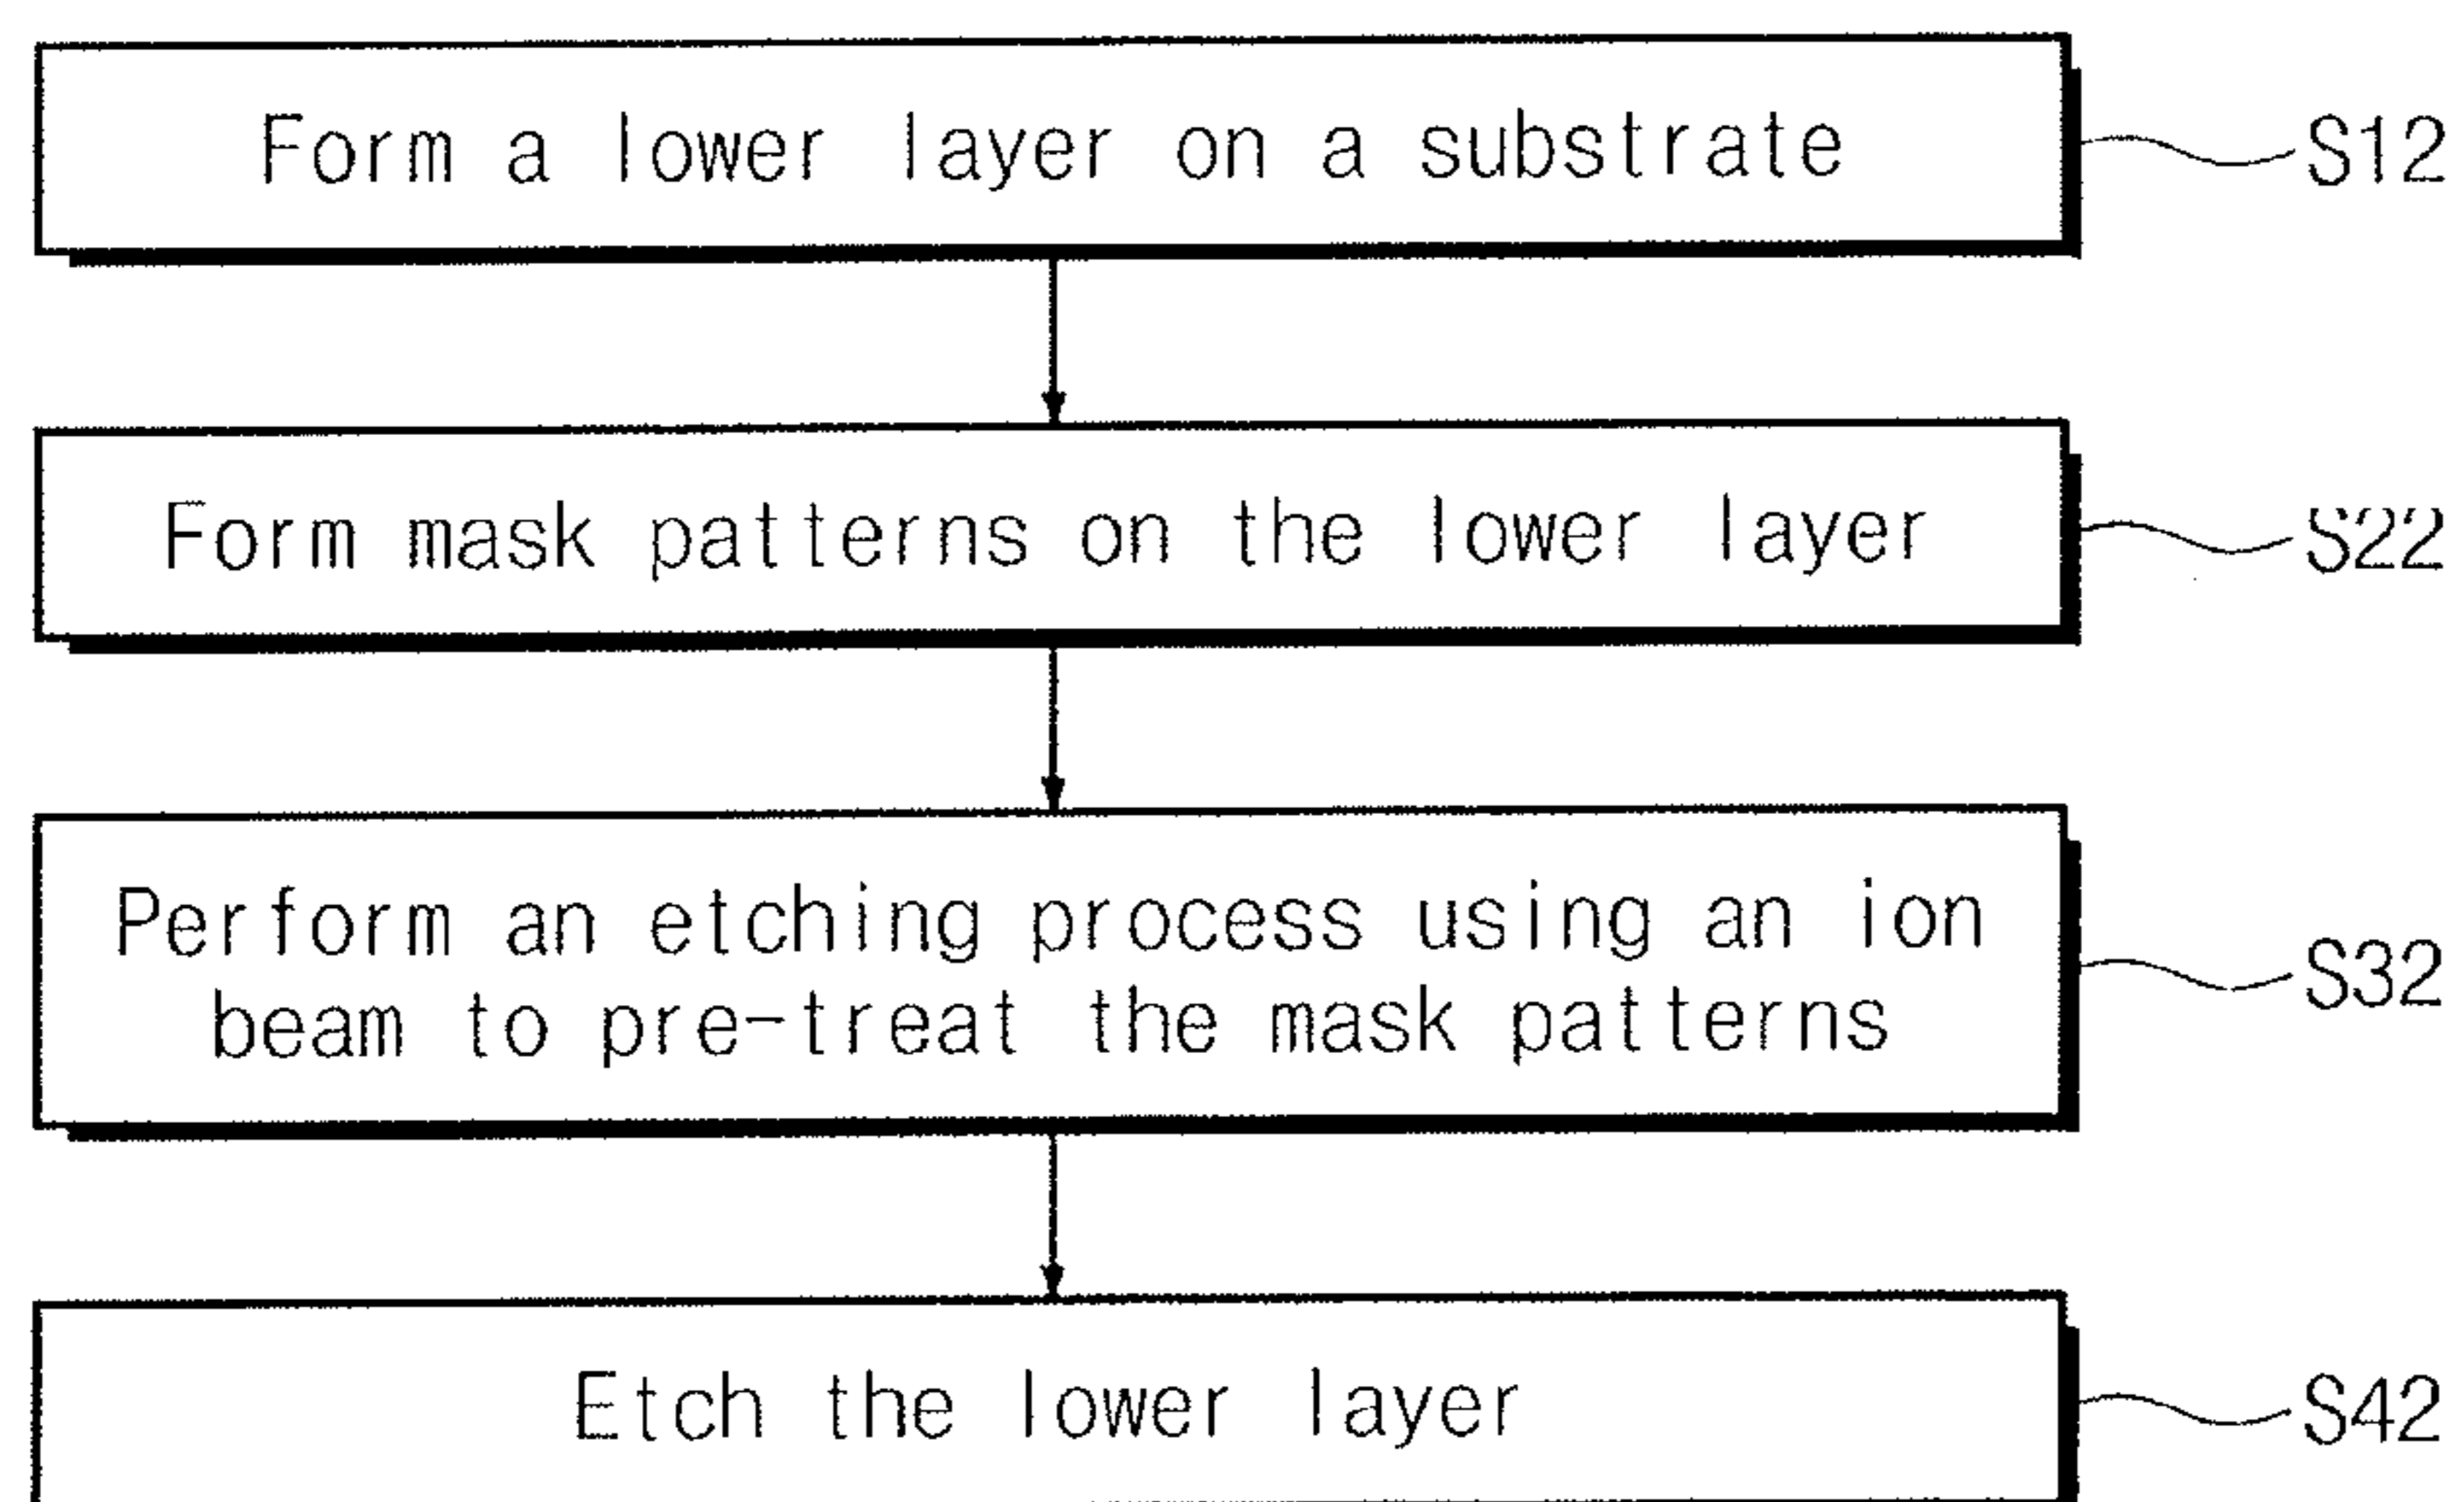 Form a lower layer on a substrate
S12
Form mask patterns on the lower layer
S22
Perform an etching process using an ion
beam to pre-treat the mask patterns
S32
Etch the lower layer
S42